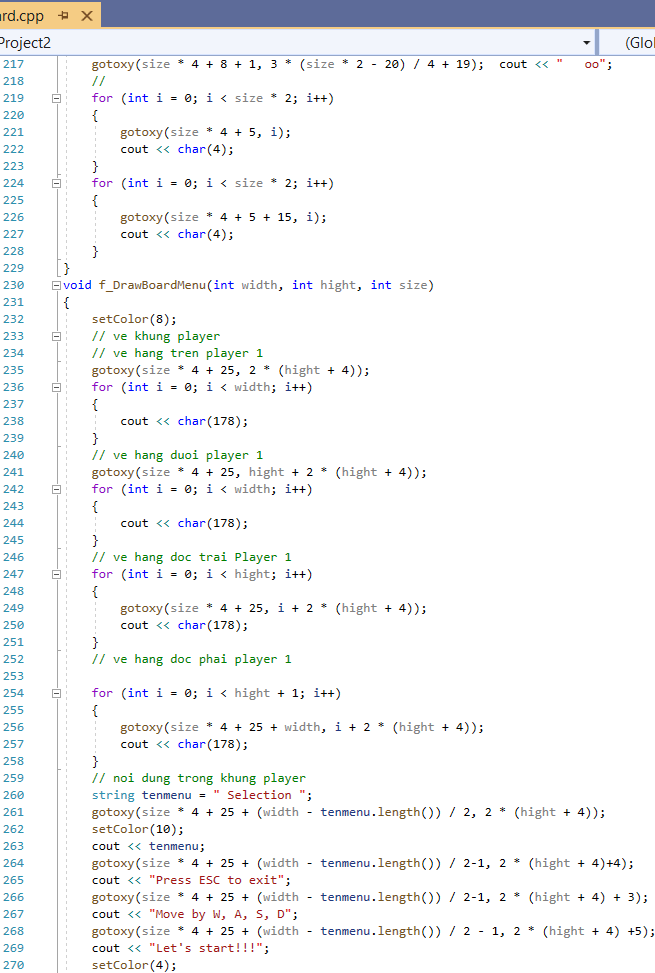 rd.cpp
Project2 (Glo
217 gotoxy(size * 4 + 8 + 1, 3 * (size * 2 - 20) / 4 + 19);  cout << "   oo";
218 //
219 for (int i = 0; i < size * 2; i++)
220 {
221 gotoxy(size * 4 + 5, i);
222 cout << char(4);
223 }
224 for (int i = 0; i < size * 2; i++)
225 {
226 gotoxy(size * 4 + 5 + 15, i);
227 cout << char(4);
228 }
229 }
230 void f_DrawBoardMenu(int width, int hight, int size)
231 {
232 setColor(8);
233 // ve khung player
234 // ve hang tren player 1
235 gotoxy(size * 4 + 25, 2 * (hight + 4));
236 for (int i = 0; i < width; i++)
237 {
238 cout << char(178);
239 }
240 // ve hang duoi player 1
241 gotoxy(size * 4 + 25, hight + 2 * (hight + 4));
242 for (int i = 0; i < width; i++)
243 {
244 cout << char(178);
245 }
246 // ve hang doc trai Player 1
247 for (int i = 0; i < hight; i++)
248 {
249 gotoxy(size * 4 + 25, i + 2 * (hight + 4));
250 cout << char(178);
251 }
252 // ve hang doc phai player 1
253
254 for (int i = 0; i < hight + 1; i++)
255 {
256 gotoxy(size * 4 + 25 + width, i + 2 * (hight + 4));
257 cout << char(178);
258 }
259 // noi dung trong khung player
260 string tenmenu = " Selection ";
261 gotoxy(size * 4 + 25 + (width - tenmenu.length()) / 2, 2 * (hight + 4));
262 setColor(10);
263 cout << tenmenu;
264 gotoxy(size * 4 + 25 + (width - tenmenu.length()) / 2-1, 2 * (hight + 4)+4);
265 cout << "Press ESC to exit";
266 gotoxy(size * 4 + 25 + (width - tenmenu.length()) / 2-1, 2 * (hight + 4) + 3);
267 cout << "Move by W, A, S, D";
268 gotoxy(size * 4 + 25 + (width - tenmenu.length()) / 2 - 1, 2 * (hight + 4) +5);
269 cout << "Let's start!!!";
270 setColor(4);